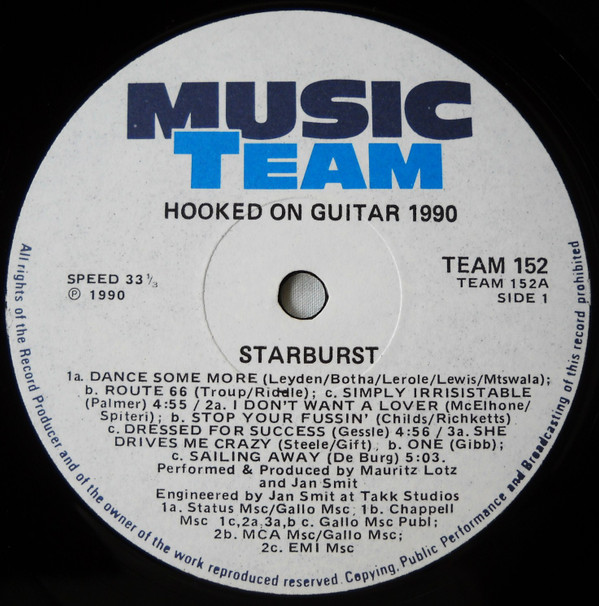 MUSIC
TEAM
HOOKED ON GUITAR 1990
SPEED 33 1/3
℗ 1990
TEAM 152
TEAM 152A
SIDE 1
STARBURST
1a. DANCE SOME MORE (Leyden/Botha/Lerole/Lewis/Mtswala);
b. ROUTE 66 (Troup/Riddle); c. SIMPLY IRRISISTABLE
(Palmer) 4:55 / 2a. I DON'T WANT A LOVER (McElhone/
Spiteri); b. STOP YOUR FUSSIN' (Childs/Richketts)
c. DRESSED FOR SUCCESS (Gessle) 4:56 / 3a. SHE
DRIVES ME CRAZY (Steele/Gift), b. ONE (Gibb);
c. SAILING AWAY (De Burg) 5:03.
Performed & Produced by Mauritz Lotz
and Jan Smit
Engineered by Jan Smit at Takk Studios
1a. Status Msc/Gallo Msc; 1b. Chappell
Msc 1c,2a,3a,b c. Gallo Msc Publ;
2b. MCA Msc/Gallo Msc;
2c. EMI Msc
All rights of the Record Producer and of the owner of the work reproduced reserved. Copying, Public Performance and Broadcasting of this record prohibited